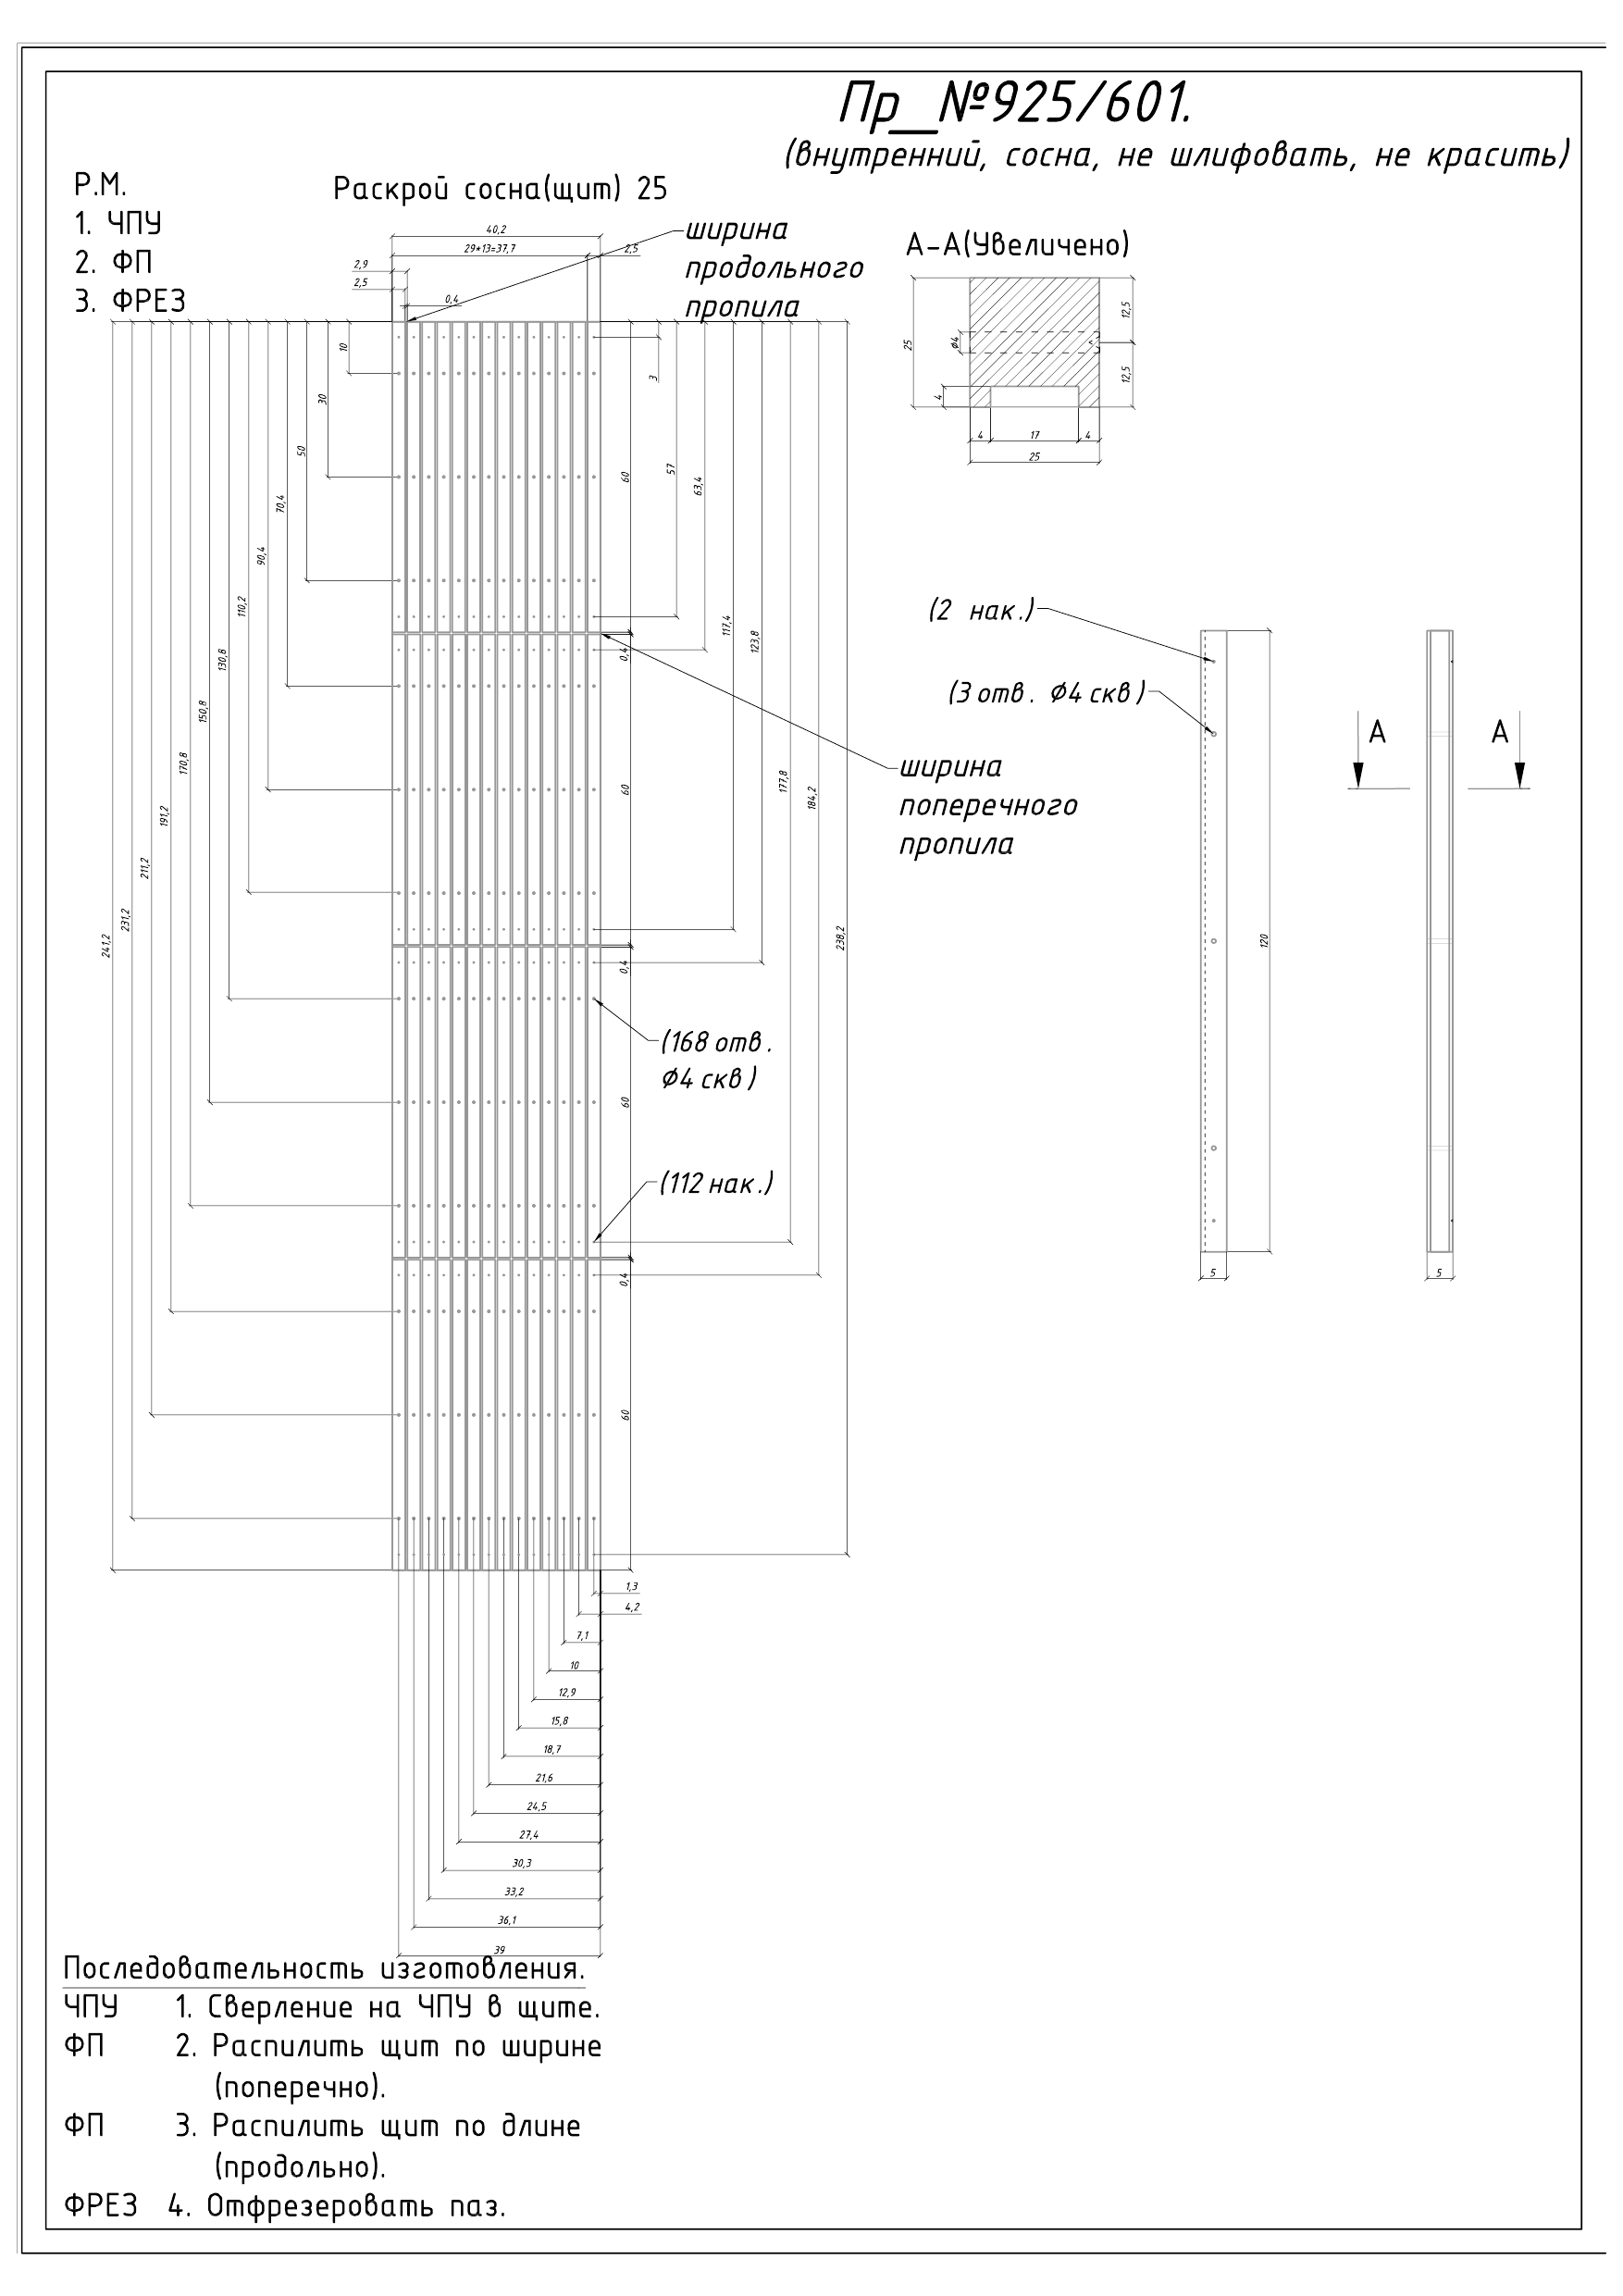 Пр_№925/601.
(внутренний, сосна, не шлифовать, не красить)
Р.М.
1. ЧПУ
2. ФП
3. ФРЕЗ
Раскрой сосна(щит) 25
40,2
29*13=37,7
2,5
2,9
2,5
0,4
ширина
продольного
пропила
А-А(Увеличено)
25
⌀4
4
12,5
12,5
4
17
4
25
10
30
50
70,4
90,4
110,2
130,8
150,8
170,8
191,2
211,2
231,2
241,2
3
57
63,4
117,4
123,8
177,8
184,2
238,2
60
0,4
60
0,4
60
0,4
60
(2 нак.)
(3 отв. ⌀4 скв)
ширина
поперечного
пропила
А
А
120
5
5
(168 отв.
⌀4 скв)
(112 нак.)
1,3
4,2
7,1
10
12,9
15,8
18,7
21,6
24,5
27,4
30,3
33,2
36,1
39
Последовательность изготовления.
ЧПУ 1. Сверление на ЧПУ в щите.
ФП 2. Распилить щит по ширине
(поперечно).
ФП 3. Распилить щит по длине
(продольно).
ФРЕЗ 4. Отфрезеровать паз.